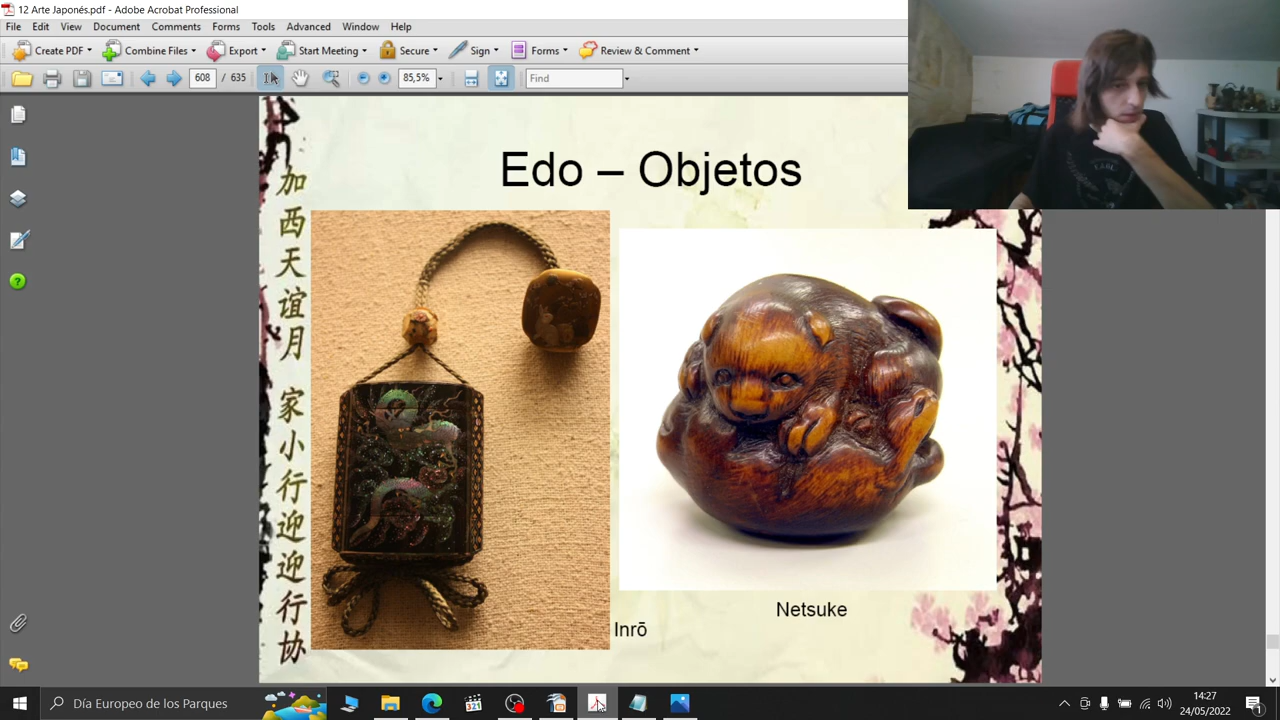 12 Arte Japonés.pdf - Adobe Acrobat Professional
File Edit View Document Comments Forms Tools Advanced Window Help
Create PDF Combine Files Export Start Meeting Secure Sign Forms Review & Comment
608 / 635 85,5% Find
Edo – Objetos
加
西
天
谊
月
家
小
行
迎
迎
行
协
Netsuke
Inrō
Día Europeo de los Parques
321
14:27
24/05/2022
1